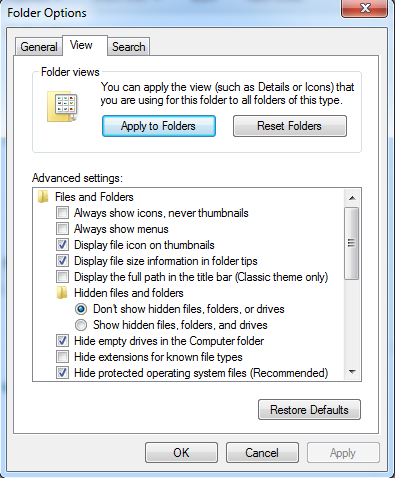 Folder Options
General
View
Search
Folder views
You can apply the view (such as Details or Icons) that
you are using for this folder to all folders of this type.
Apply to Folders
Reset Folders
Advanced settings:
Files and Folders
Always show icons, never thumbnails
Always show menus
Display file icon on thumbnails
Display file size information in folder tips
Display the full path in the title bar (Classic theme only)
Hidden files and folders
Don't show hidden files, folders, or drives
Show hidden files, folders, and drives
Hide empty drives in the Computer folder
Hide extensions for known file types
Hide protected operating system files (Recommended)
Restore Defaults
OK
Cancel
Apply